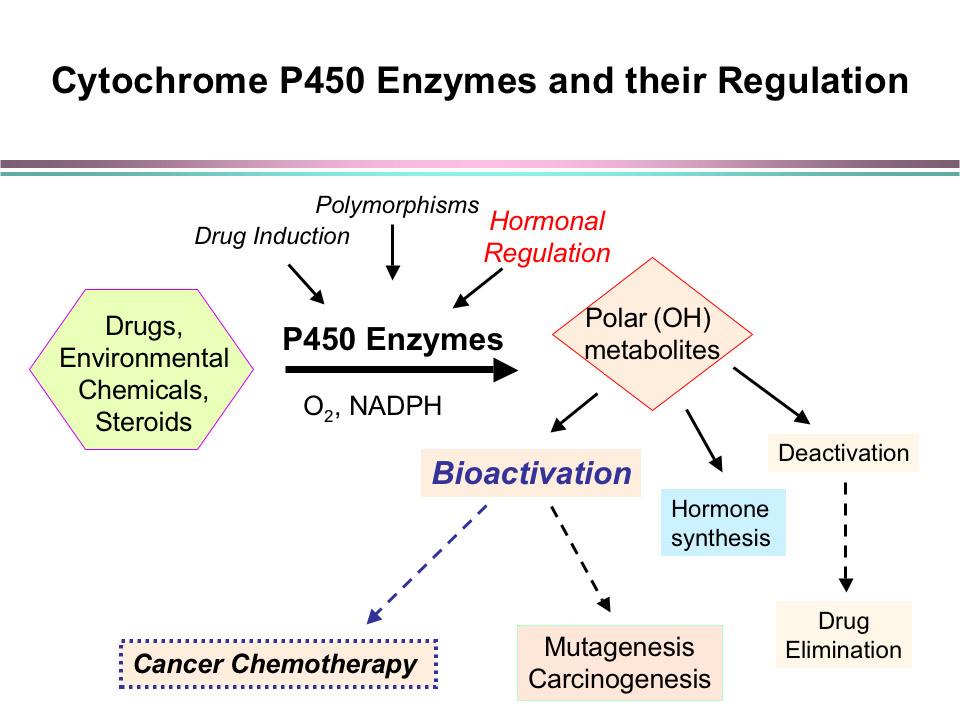 Cytochrome P450 Enzymes and their Regulation
Polymorphisms
Drug Induction
Hormonal
Regulation
Drugs,
Environmental
Chemicals,
Steroids
P450 Enzymes
O2, NADPH
Polar (OH)
metabolites
Bioactivation
Hormone
synthesis
Deactivation
Cancer Chemotherapy
Mutagenesis
Carcinogenesis
Drug
Elimination